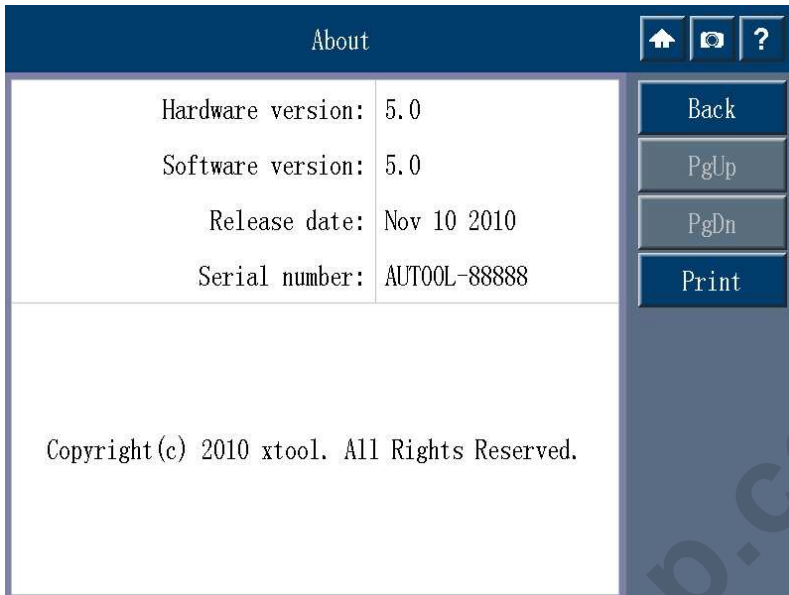 About
?
Hardware version: 5.0
Back
Software version: 5.0
PgUp
Release date: Nov 10 2010
PgDn
Serial number: AUTOOL-88888
Print
Copyright(c) 2010 xtool. All Rights Reserved.
p.c